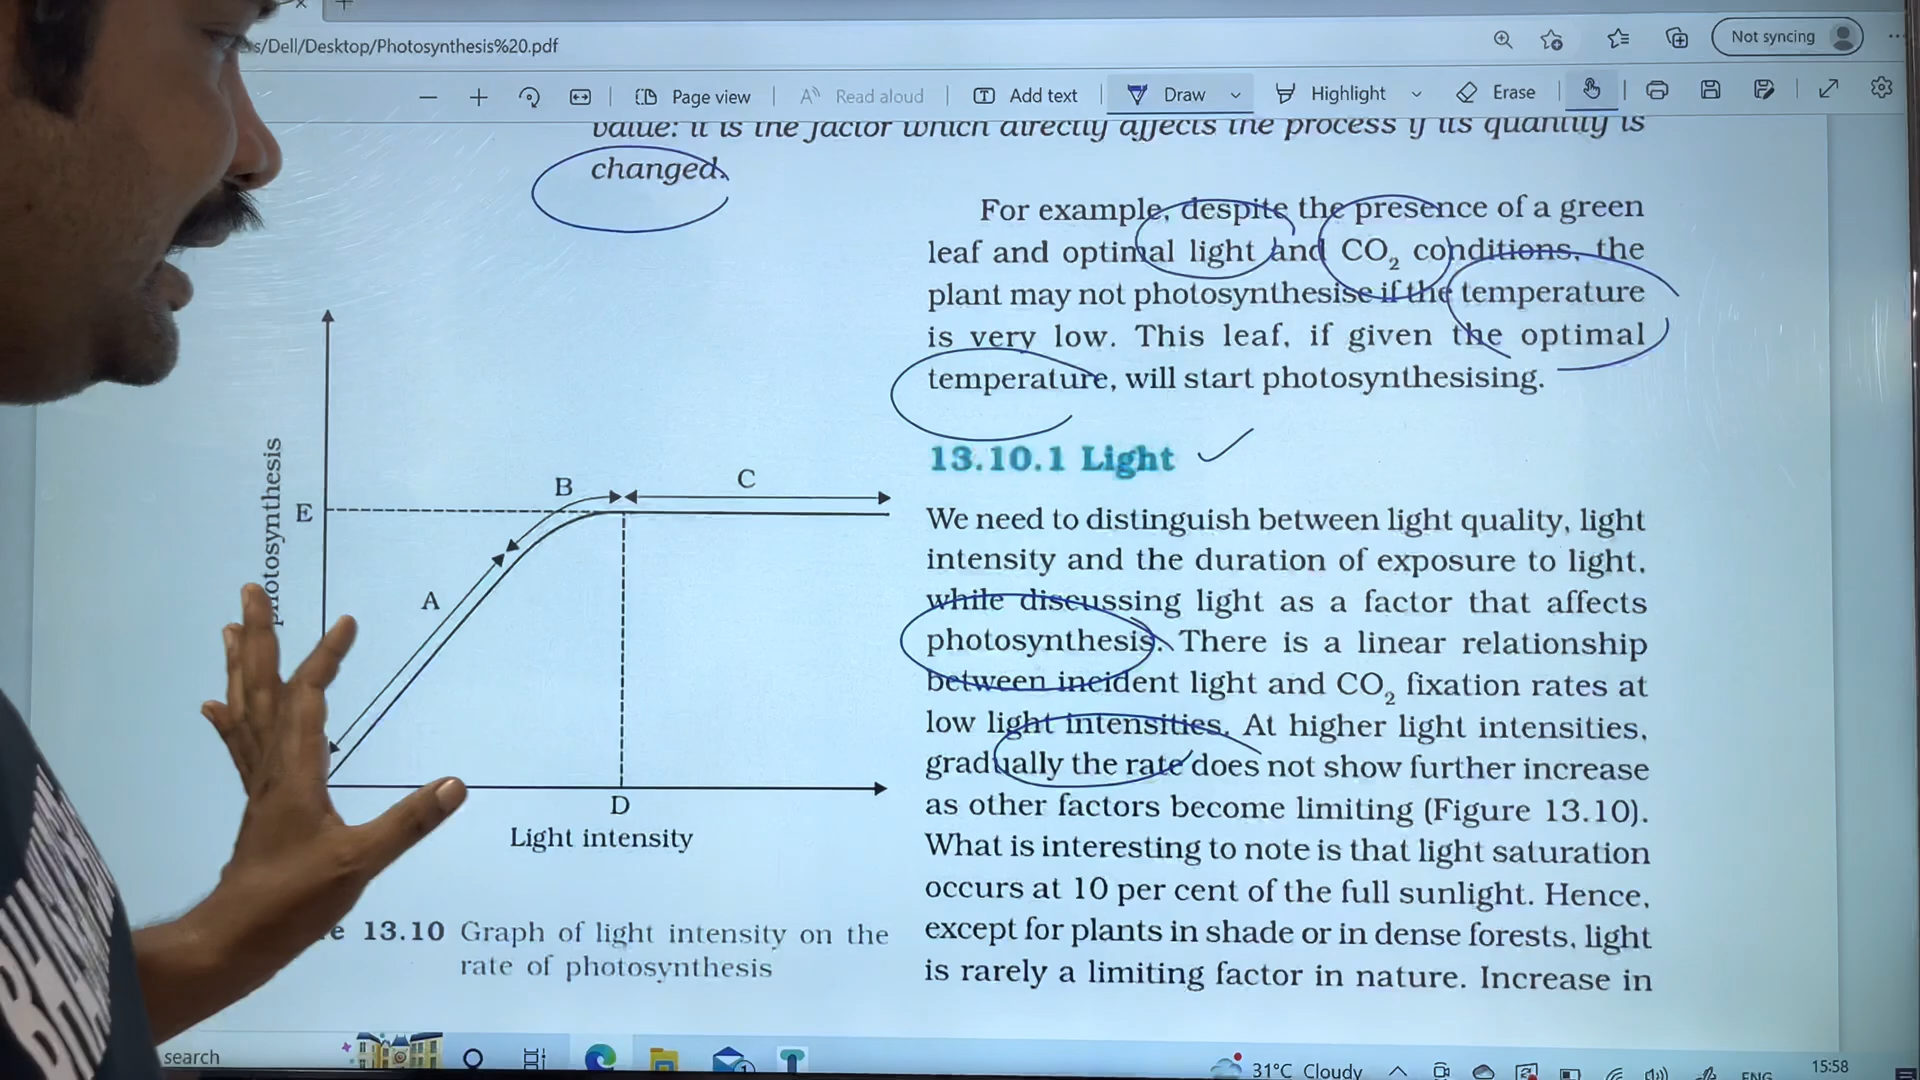 s/Dell/Desktop/Photosynthesis%20.pdf
Not syncing
Page view
Read aloud
Add text
Draw
Highlight
Erase
value: it is the factor which directly affects the process if its quantity is
changed.
For example, despite the presence of a green
leaf and optimal light and CO₂ conditions, the
plant may not photosynthesise if the temperature
is very low. This leaf, if given the optimal
temperature, will start photosynthesising.
13.10.1 Light
We need to distinguish between light quality, light
intensity and the duration of exposure to light,
while discussing light as a factor that affects
photosynthesis. There is a linear relationship
between incident light and CO₂ fixation rates at
low light intensities. At higher light intensities,
gradually the rate does not show further increase
as other factors become limiting (Figure 13.10).
What is interesting to note is that light saturation
occurs at 10 per cent of the full sunlight. Hence,
except for plants in shade or in dense forests, light
is rarely a limiting factor in nature. Increase in
photosynthesis
E
A
B
C
D
Light intensity
e 13.10 Graph of light intensity on the
rate of photosynthesis
search
31°C Cloudy
ENG
15:58